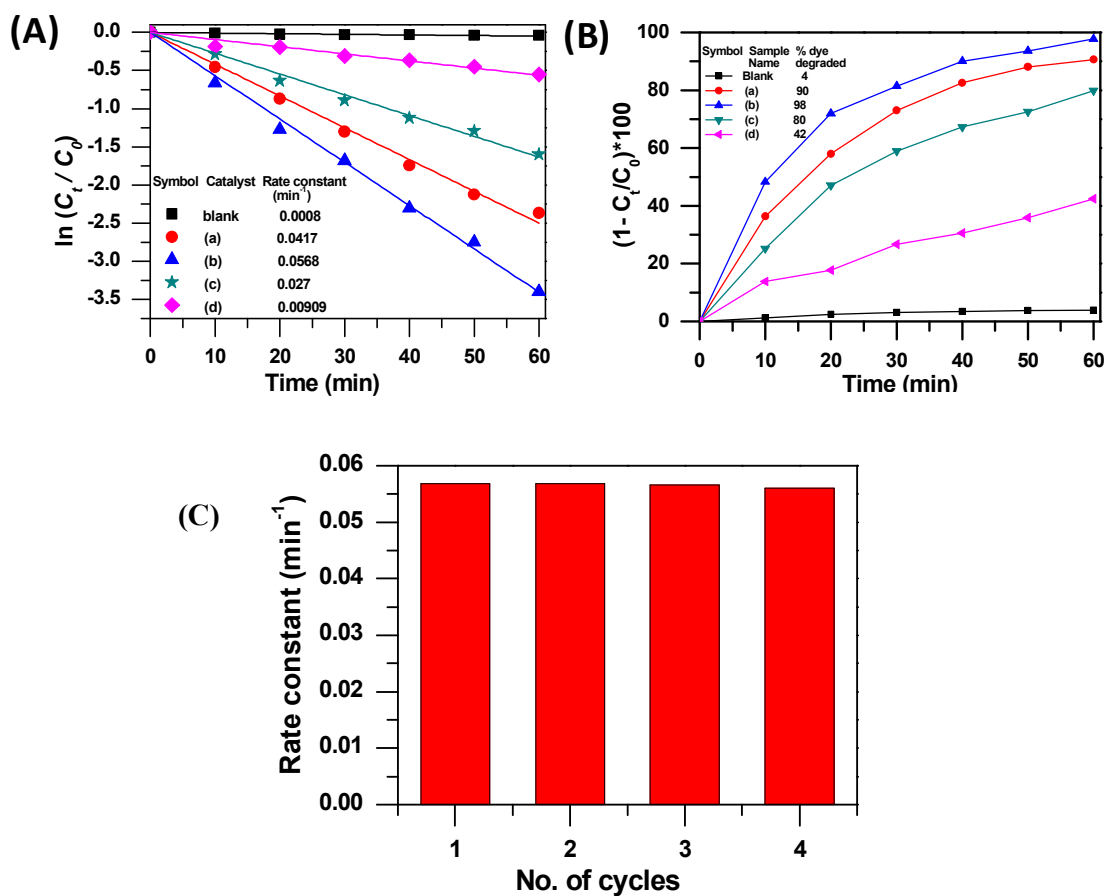 (A)
ln (C_t / C_0)
0.0
-0.5
-1.0
-1.5
-2.0
-2.5
-3.0
-3.5
Symbol Catalyst Rate constant
(min⁻¹)
blank 0.0008
(a) 0.0417
(b) 0.0568
(c) 0.027
(d) 0.00909
0 10 20 30 40 50 60
Time (min)
(B)
(1- C_t/C_0)*100
100
80
60
40
20
0
Symbol Sample % dye
Name degraded
Blank 4
(a) 90
(b) 98
(c) 80
(d) 42
0 10 20 30 40 50 60
Time (min)
(C)
Rate constant (min⁻¹)
0.06
0.05
0.04
0.03
0.02
0.01
0.00
1 2 3 4
No. of cycles